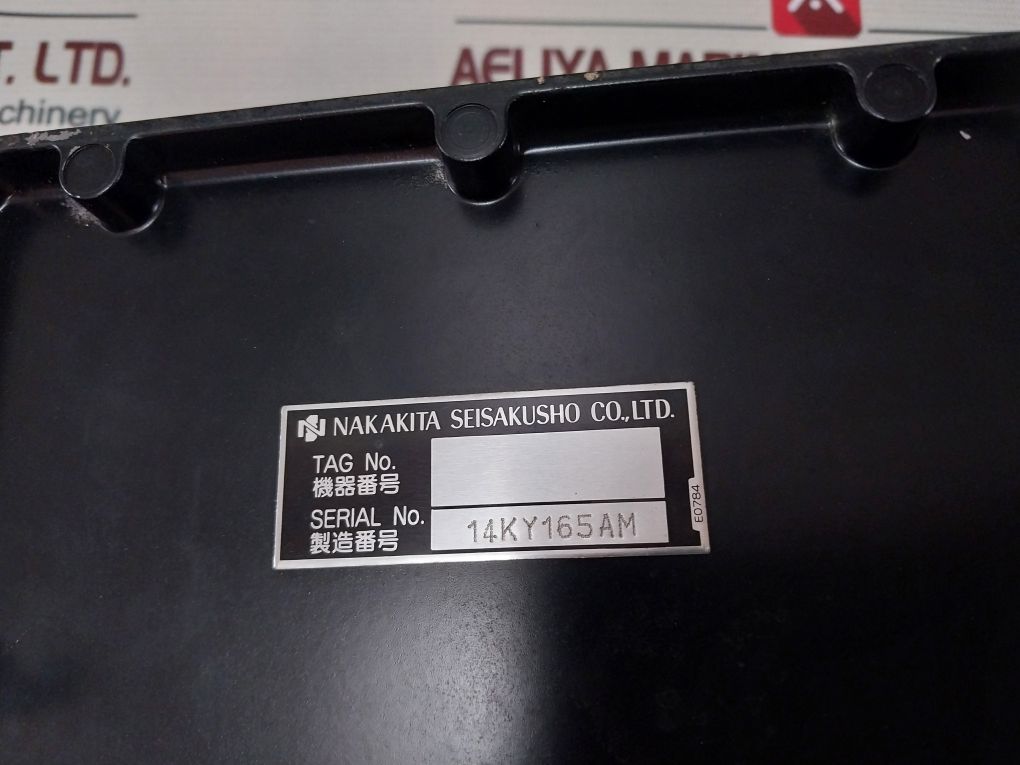 T. LTD.
AELIYA MARINE
chinery
NAKAKITA SEISAKUSHO CO.,LTD.
TAG No.
機器番号
SERIAL No. 14KY165AM
製造番号
E0784